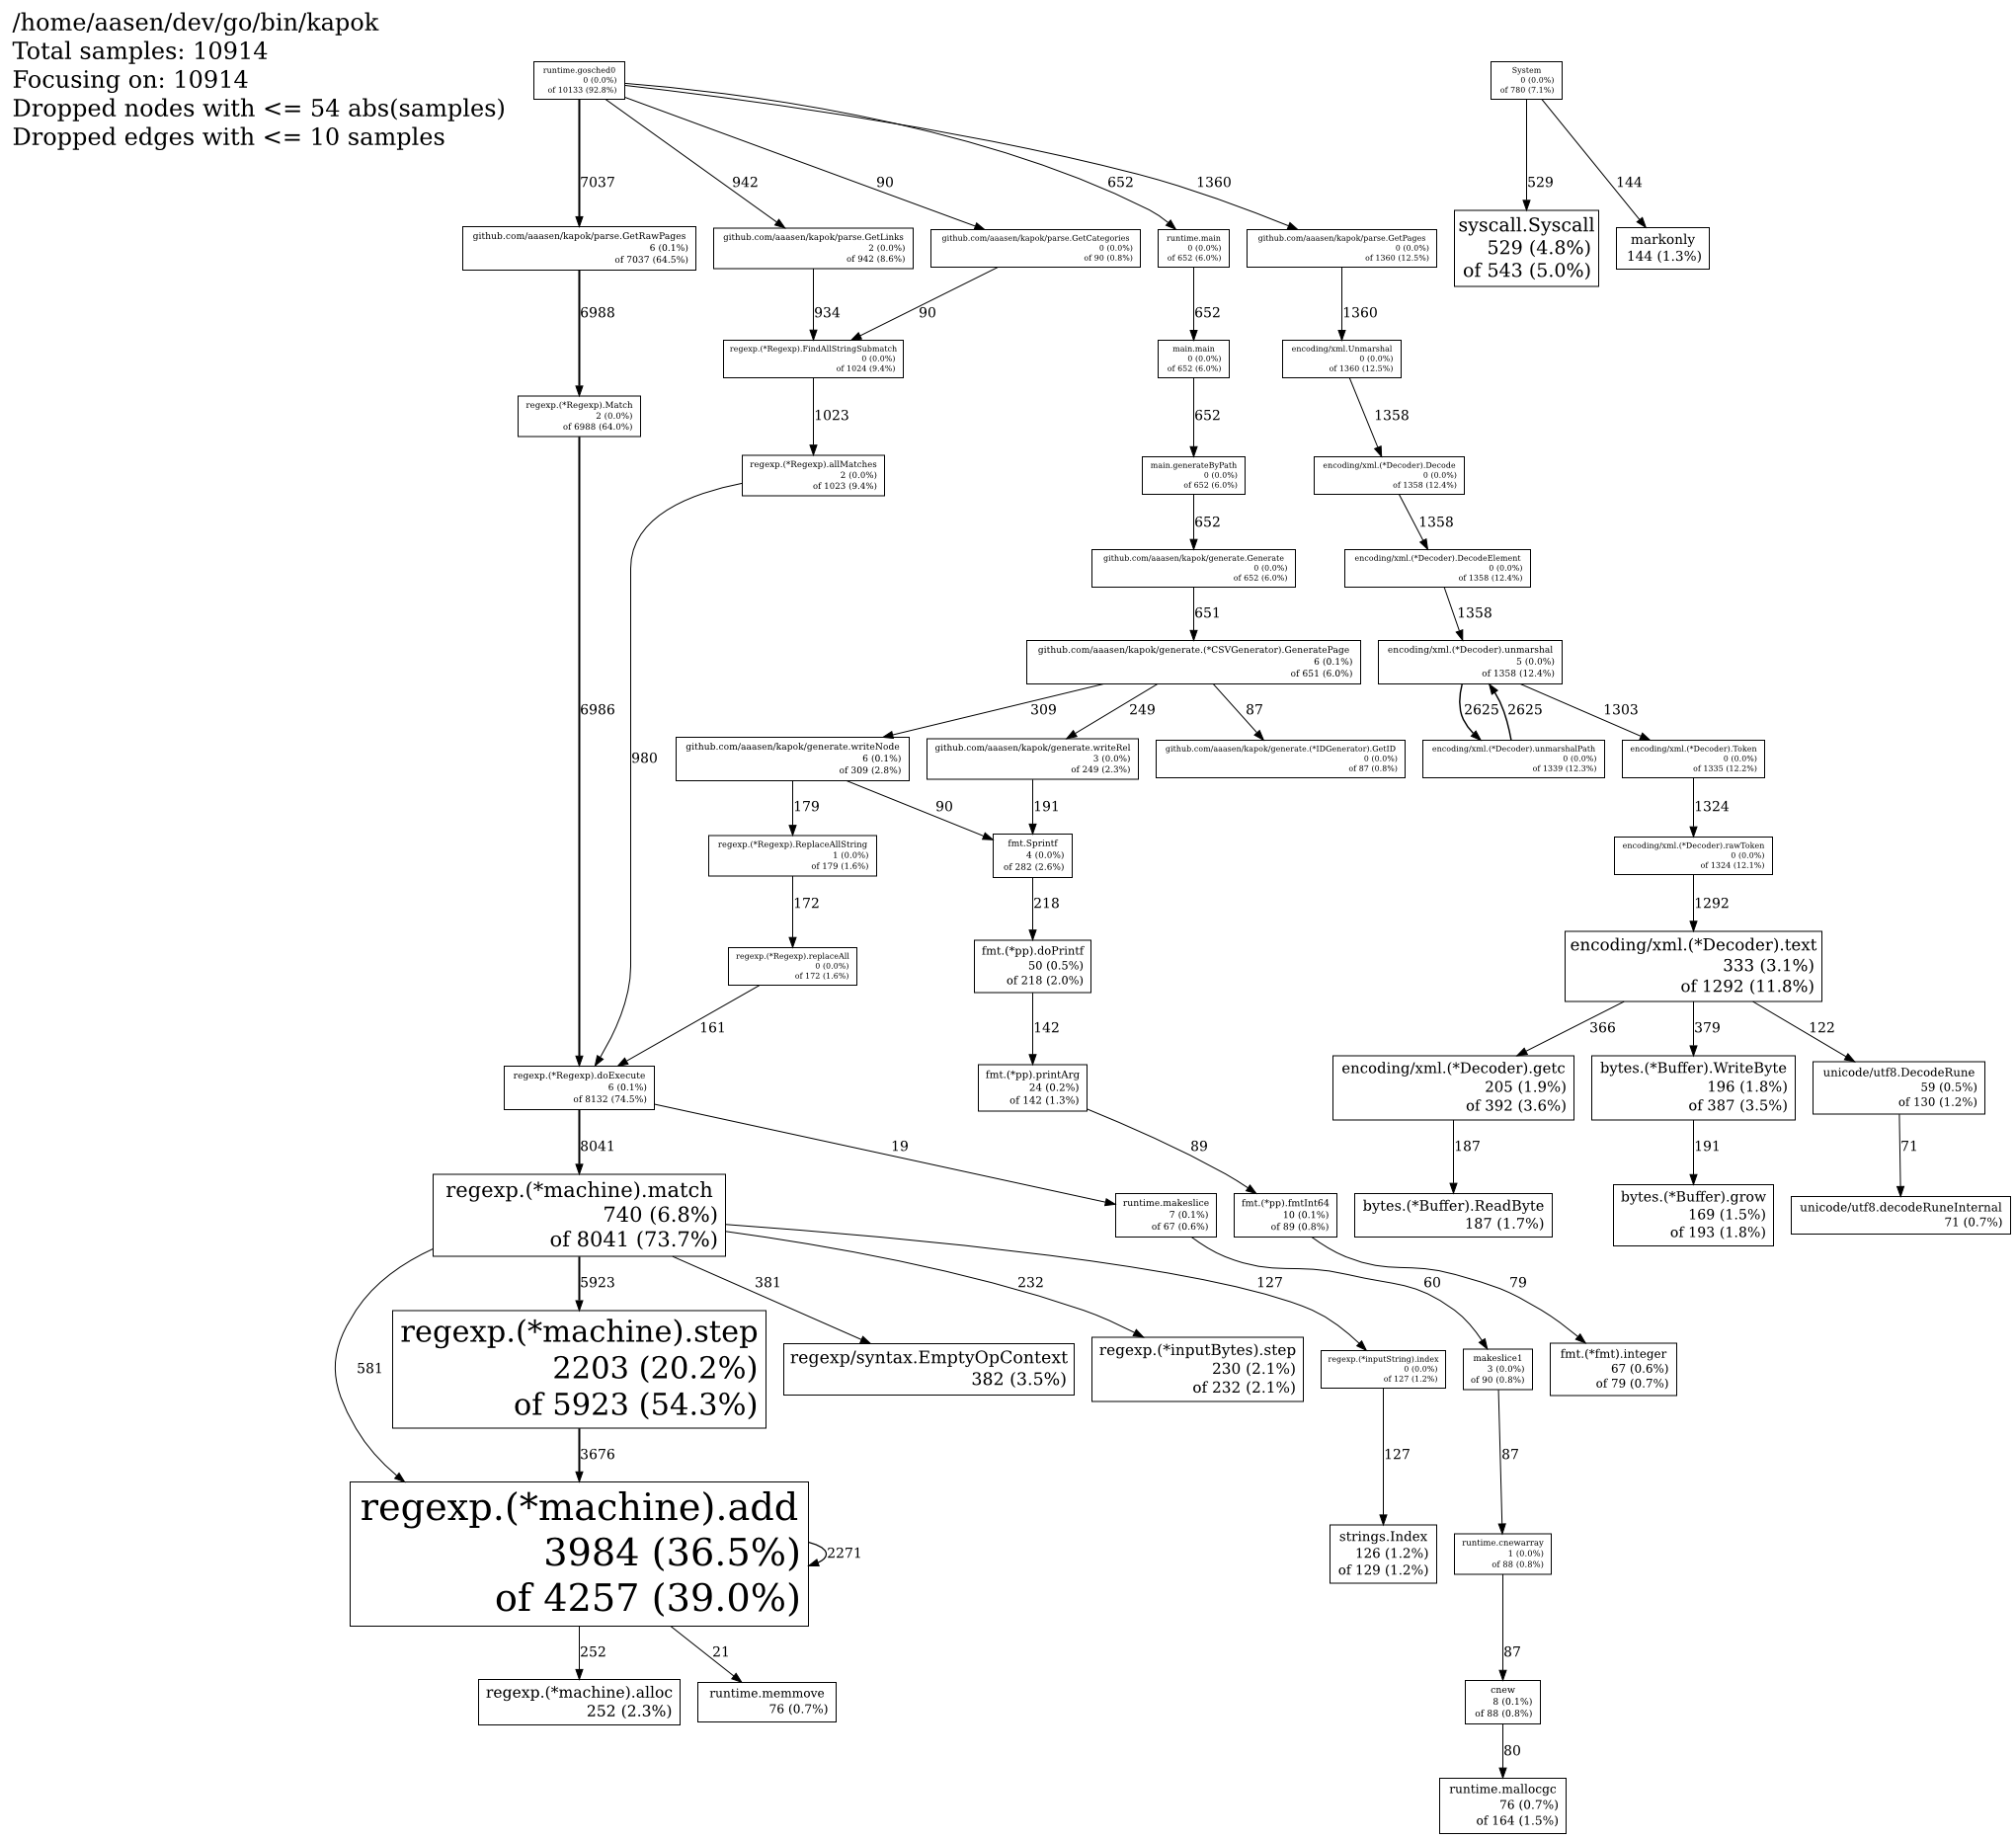 /home/aasen/dev/go/bin/kapok
Total samples: 10914
Focusing on: 10914
Dropped nodes with <= 54 abs(samples)
Dropped edges with <= 10 samples
runtime.gosched0
0 (0.0%)
of 10133 (92.8%)
System
0 (0.0%)
of 780 (7.1%)
7037
942
90
652
1360
529
144
github.com/aaasen/kapok/parse.GetRawPages
6 (0.1%)
of 7037 (64.5%)
github.com/aaasen/kapok/parse.GetLinks
2 (0.0%)
of 942 (8.6%)
github.com/aaasen/kapok/parse.GetCategories
0 (0.0%)
of 90 (0.8%)
runtime.main
0 (0.0%)
of 652 (6.0%)
github.com/aaasen/kapok/parse.GetPages
0 (0.0%)
of 1360 (12.5%)
syscall.Syscall
529 (4.8%)
of 543 (5.0%)
markonly
144 (1.3%)
6988
934
90
652
1360
regexp.(*Regexp).FindAllStringSubmatch
0 (0.0%)
of 1024 (9.4%)
main.main
0 (0.0%)
of 652 (6.0%)
encoding/xml.Unmarshal
0 (0.0%)
of 1360 (12.5%)
regexp.(*Regexp).Match
2 (0.0%)
of 6988 (64.0%)
1023
652
1358
regexp.(*Regexp).allMatches
2 (0.0%)
of 1023 (9.4%)
main.generateByPath
0 (0.0%)
of 652 (6.0%)
encoding/xml.(*Decoder).Decode
0 (0.0%)
of 1358 (12.4%)
652
1358
github.com/aaasen/kapok/generate.Generate
0 (0.0%)
of 652 (6.0%)
encoding/xml.(*Decoder).DecodeElement
0 (0.0%)
of 1358 (12.4%)
651
1358
github.com/aaasen/kapok/generate.(*CSVGenerator).GeneratePage
6 (0.1%)
of 651 (6.0%)
encoding/xml.(*Decoder).unmarshal
5 (0.0%)
of 1358 (12.4%)
6986
980
309
249
87
2625
2625
1303
github.com/aaasen/kapok/generate.writeNode
6 (0.1%)
of 309 (2.8%)
github.com/aaasen/kapok/generate.writeRel
3 (0.0%)
of 249 (2.3%)
github.com/aaasen/kapok/generate.(*IDGenerator).GetID
0 (0.0%)
of 87 (0.8%)
encoding/xml.(*Decoder).unmarshalPath
0 (0.0%)
of 1339 (12.3%)
encoding/xml.(*Decoder).Token
0 (0.0%)
of 1335 (12.2%)
179
90
191
1324
regexp.(*Regexp).ReplaceAllString
1 (0.0%)
of 179 (1.6%)
fmt.Sprintf
4 (0.0%)
of 282 (2.6%)
encoding/xml.(*Decoder).rawToken
0 (0.0%)
of 1324 (12.1%)
172
218
1292
regexp.(*Regexp).replaceAll
0 (0.0%)
of 172 (1.6%)
fmt.(*pp).doPrintf
50 (0.5%)
of 218 (2.0%)
encoding/xml.(*Decoder).text
333 (3.1%)
of 1292 (11.8%)
161
142
366
379
122
regexp.(*Regexp).doExecute
6 (0.1%)
of 8132 (74.5%)
fmt.(*pp).printArg
24 (0.2%)
of 142 (1.3%)
encoding/xml.(*Decoder).getc
205 (1.9%)
of 392 (3.6%)
bytes.(*Buffer).WriteByte
196 (1.8%)
of 387 (3.5%)
unicode/utf8.DecodeRune
59 (0.5%)
of 130 (1.2%)
8041
19
89
187
191
71
regexp.(*machine).match
740 (6.8%)
of 8041 (73.7%)
runtime.makeslice
7 (0.1%)
of 67 (0.6%)
fmt.(*pp).fmtInt64
10 (0.1%)
of 89 (0.8%)
bytes.(*Buffer).ReadByte
187 (1.7%)
bytes.(*Buffer).grow
169 (1.5%)
of 193 (1.8%)
unicode/utf8.decodeRuneInternal
71 (0.7%)
581
5923
381
232
127
60
79
regexp.(*machine).step
2203 (20.2%)
of 5923 (54.3%)
regexp/syntax.EmptyOpContext
382 (3.5%)
regexp.(*inputBytes).step
230 (2.1%)
of 232 (2.1%)
regexp.(*inputString).index
0 (0.0%)
of 127 (1.2%)
makeslice1
3 (0.0%)
of 90 (0.8%)
fmt.(*fmt).integer
67 (0.6%)
of 79 (0.7%)
3676
127
87
regexp.(*machine).add
3984 (36.5%)
of 4257 (39.0%)
2271
strings.Index
126 (1.2%)
of 129 (1.2%)
runtime.cnewarray
1 (0.0%)
of 88 (0.8%)
252
21
87
regexp.(*machine).alloc
252 (2.3%)
runtime.memmove
76 (0.7%)
cnew
8 (0.1%)
of 88 (0.8%)
80
runtime.mallocgc
76 (0.7%)
of 164 (1.5%)